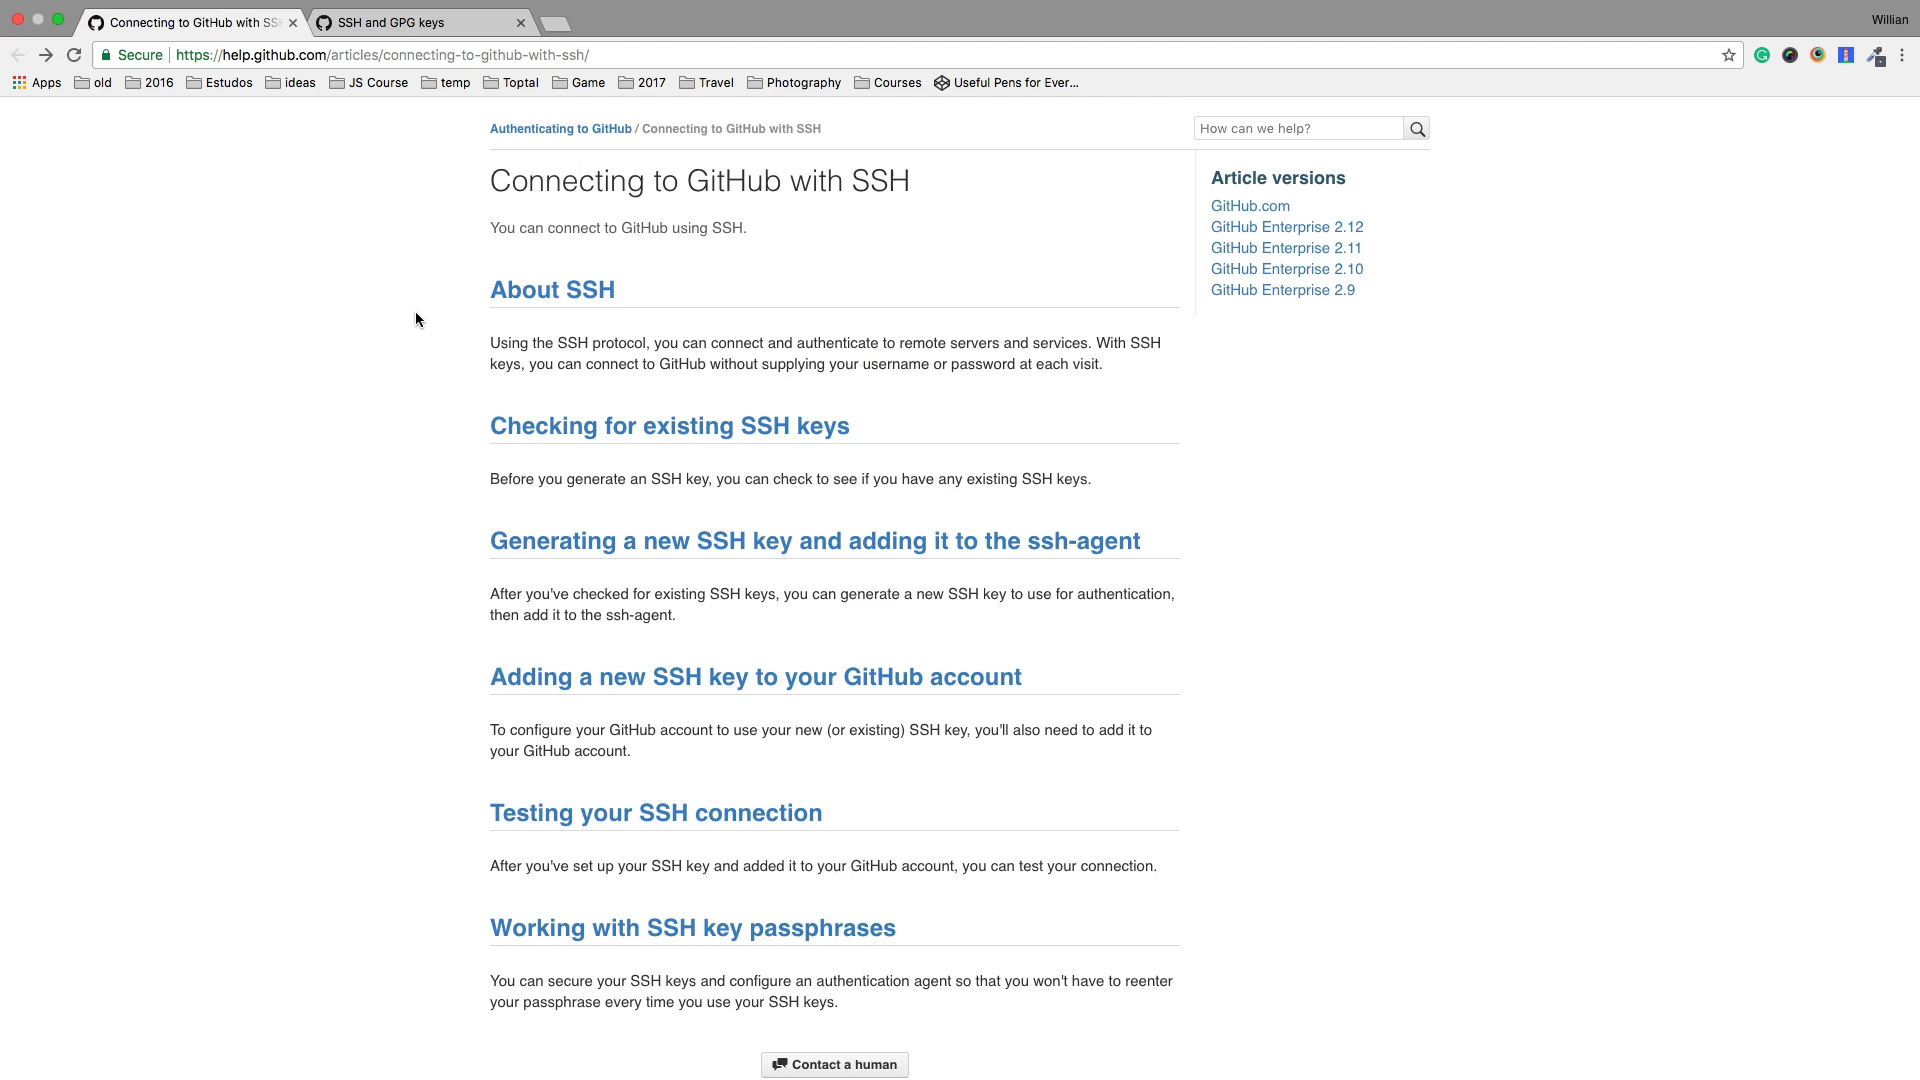 Connecting to GitHub with SS
SSH and GPG keys
Willian
Secure
https://help.github.com/articles/connecting-to-github-with-ssh/
Apps old 2016 Estudos ideas JS Course temp Toptal Game 2017 Travel Photography Courses Useful Pens for Ever...
Authenticating to GitHub / Connecting to GitHub with SSH
How can we help?
Connecting to GitHub with SSH
You can connect to GitHub using SSH.
About SSH
Using the SSH protocol, you can connect and authenticate to remote servers and services. With SSH
keys, you can connect to GitHub without supplying your username or password at each visit.
Checking for existing SSH keys
Before you generate an SSH key, you can check to see if you have any existing SSH keys.
Generating a new SSH key and adding it to the ssh-agent
After you've checked for existing SSH keys, you can generate a new SSH key to use for authentication,
then add it to the ssh-agent.
Adding a new SSH key to your GitHub account
To configure your GitHub account to use your new (or existing) SSH key, you'll also need to add it to
your GitHub account.
Testing your SSH connection
After you've set up your SSH key and added it to your GitHub account, you can test your connection.
Working with SSH key passphrases
You can secure your SSH keys and configure an authentication agent so that you won't have to reenter
your passphrase every time you use your SSH keys.
Contact a human
Article versions
GitHub.com
GitHub Enterprise 2.12
GitHub Enterprise 2.11
GitHub Enterprise 2.10
GitHub Enterprise 2.9